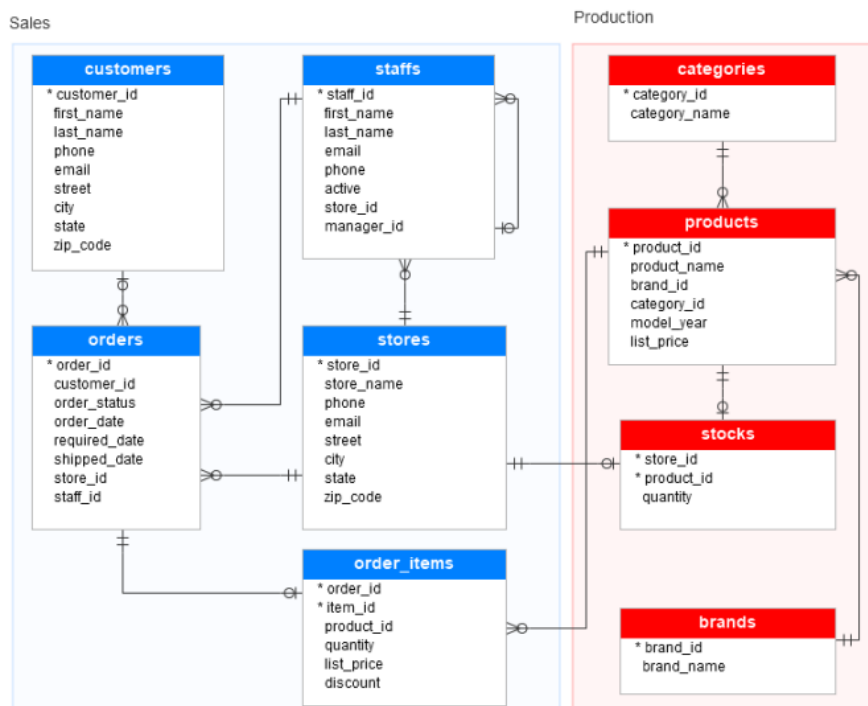 Sales
Production
customers
* customer_id
first_name
last_name
phone
email
street
city
state
zip_code
staffs
* staff_id
first_name
last_name
email
phone
active
store_id
manager_id
categories
* category_id
category_name
products
* product_id
product_name
brand_id
category_id
model_year
list_price
orders
* order_id
customer_id
order_status
order_date
required_date
shipped_date
store_id
staff_id
stores
* store_id
store_name
phone
email
street
city
state
zip_code
stocks
* store_id
* product_id
quantity
order_items
* order_id
* item_id
product_id
quantity
list_price
discount
brands
* brand_id
brand_name